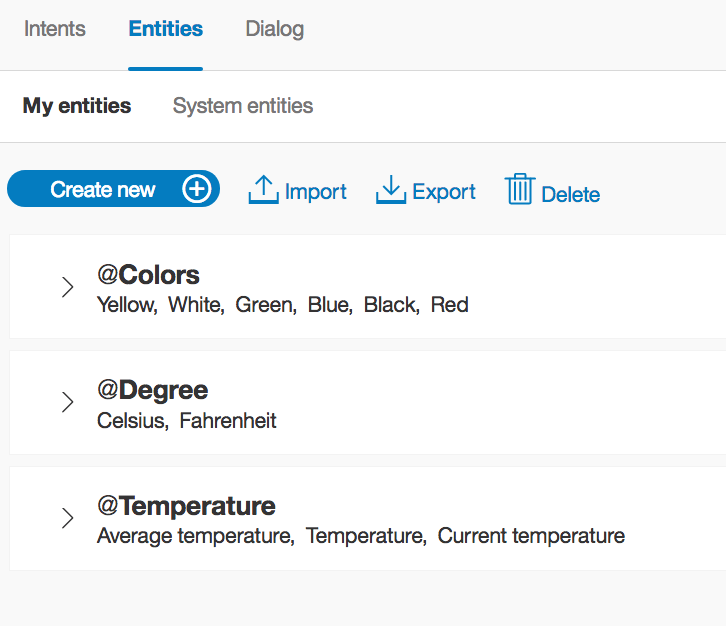 Intents Entities Dialog
My entities System entities
Create new Import Export Delete
@Colors
Yellow, White, Green, Blue, Black, Red
@Degree
Celsius, Fahrenheit
@Temperature
Average temperature, Temperature, Current temperature